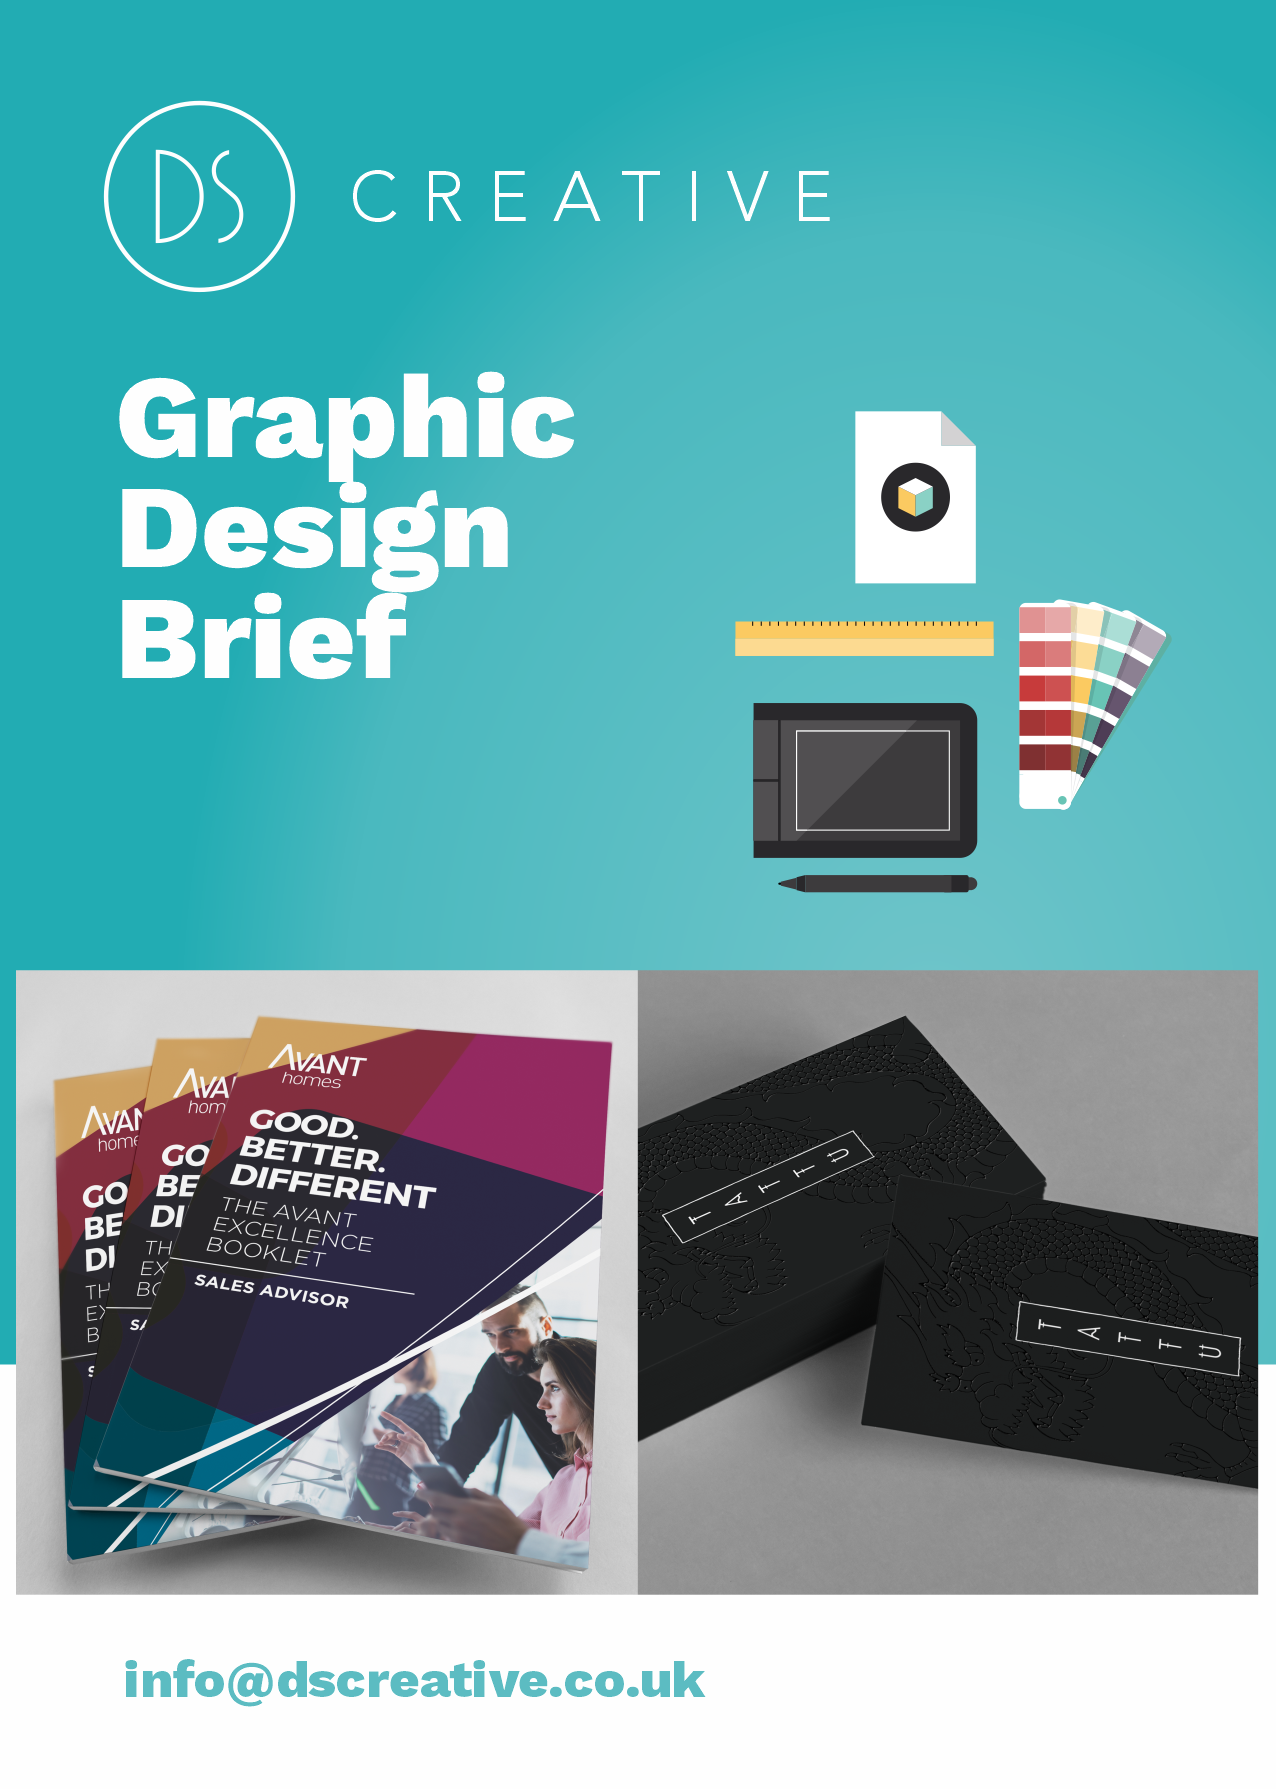 DS CREATIVE
Graphic
Design
Brief
AVANT
homes
GOOD.
BETTER.
DIFFERENT
THE AVANT
EXCELLENCE
BOOKLET
SALES ADVISOR
TATTU
TATTU
info@dscreative.co.uk